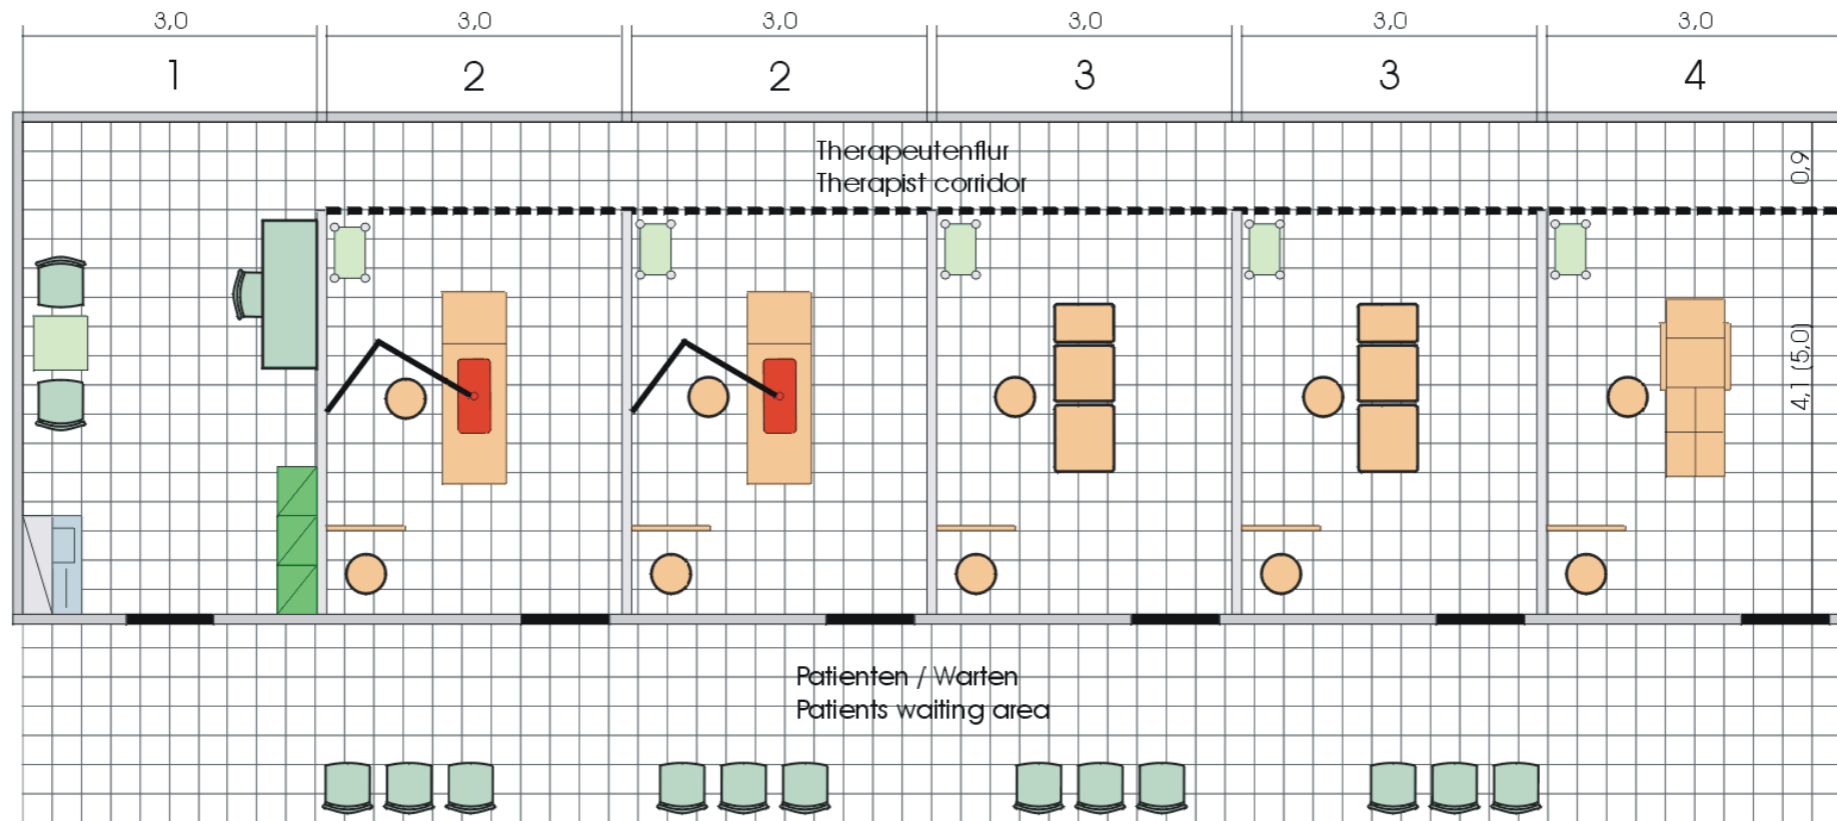 3,0 3,0 3,0 3,0 3,0 3,0
1 2 2 3 3 4
Therapeutenflur
Therapist corridor
0,9
4,1 (5,0)
Patienten / Warten
Patients waiting area